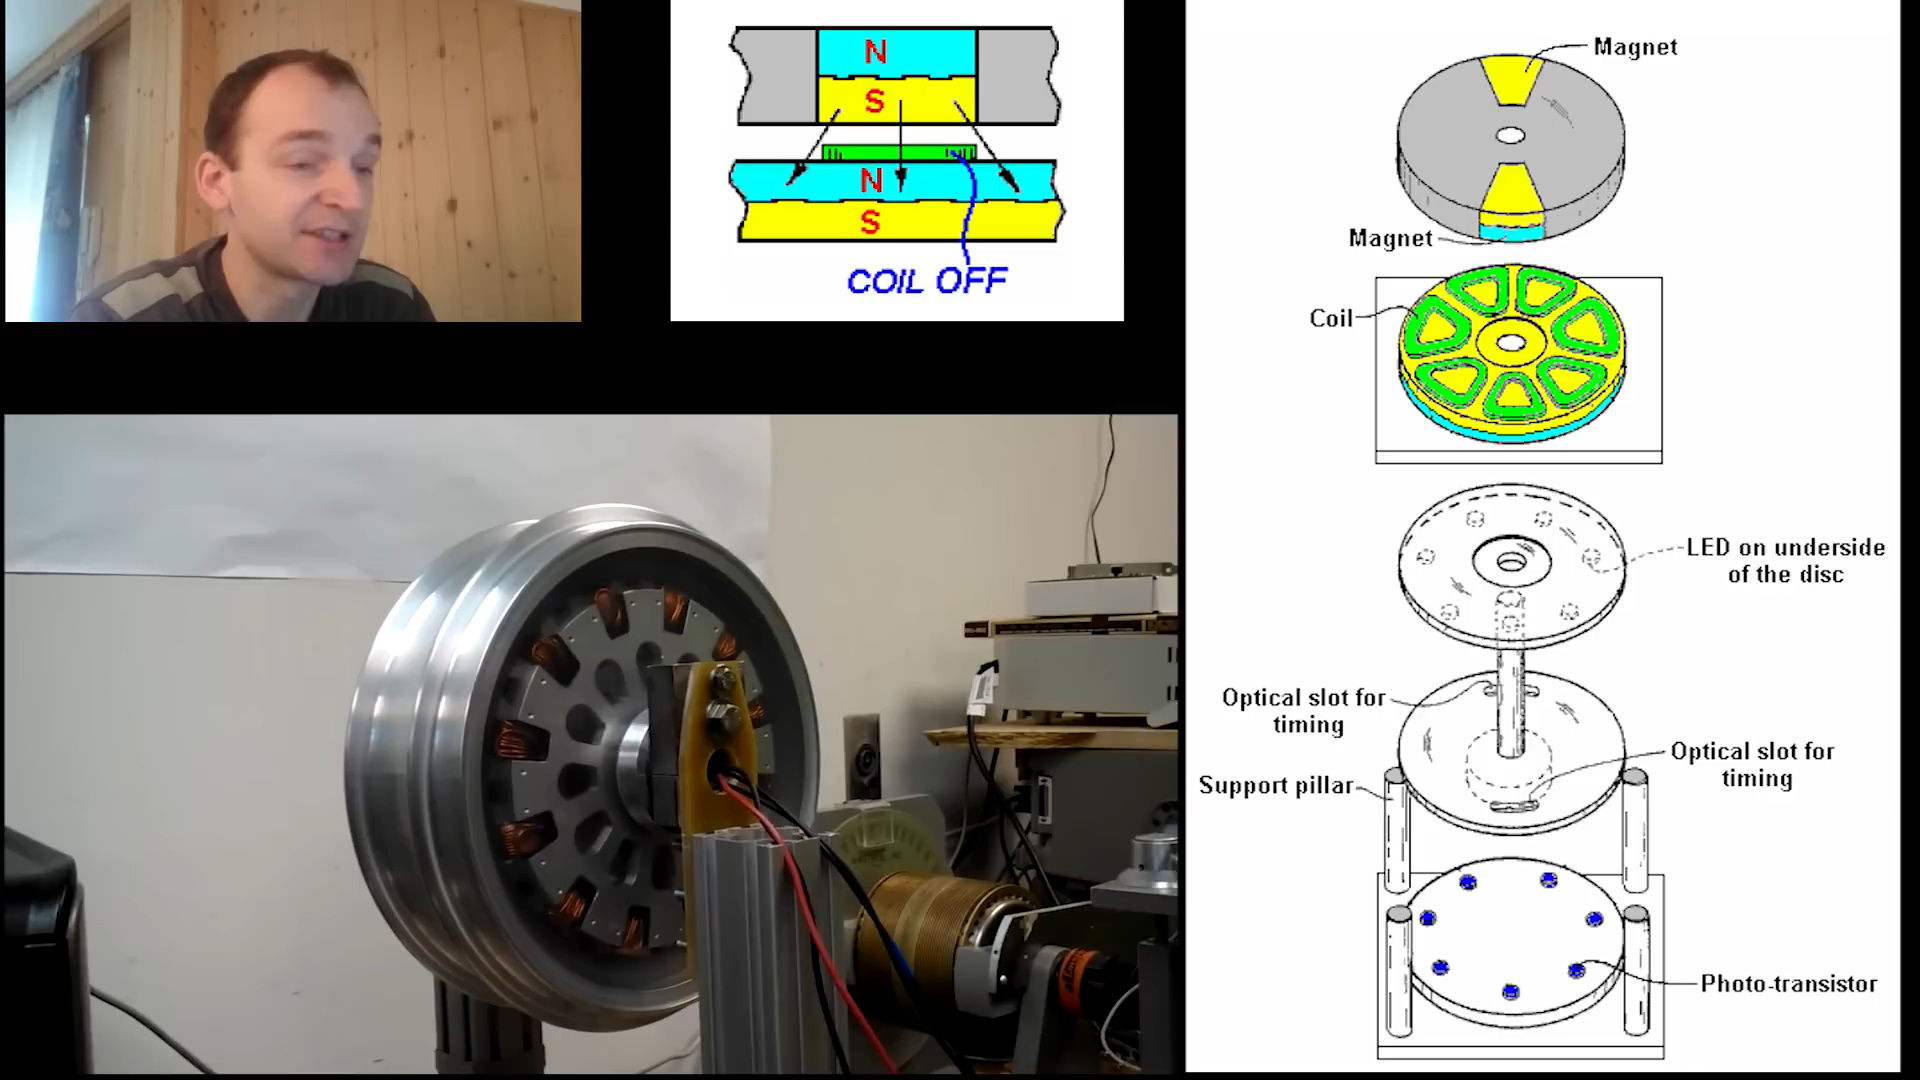 N
S
N
S
COIL OFF
Magnet
Magnet
Coil
LED on underside
of the disc
Optical slot for
timing
Optical slot for
timing
Support pillar
Photo-transistor